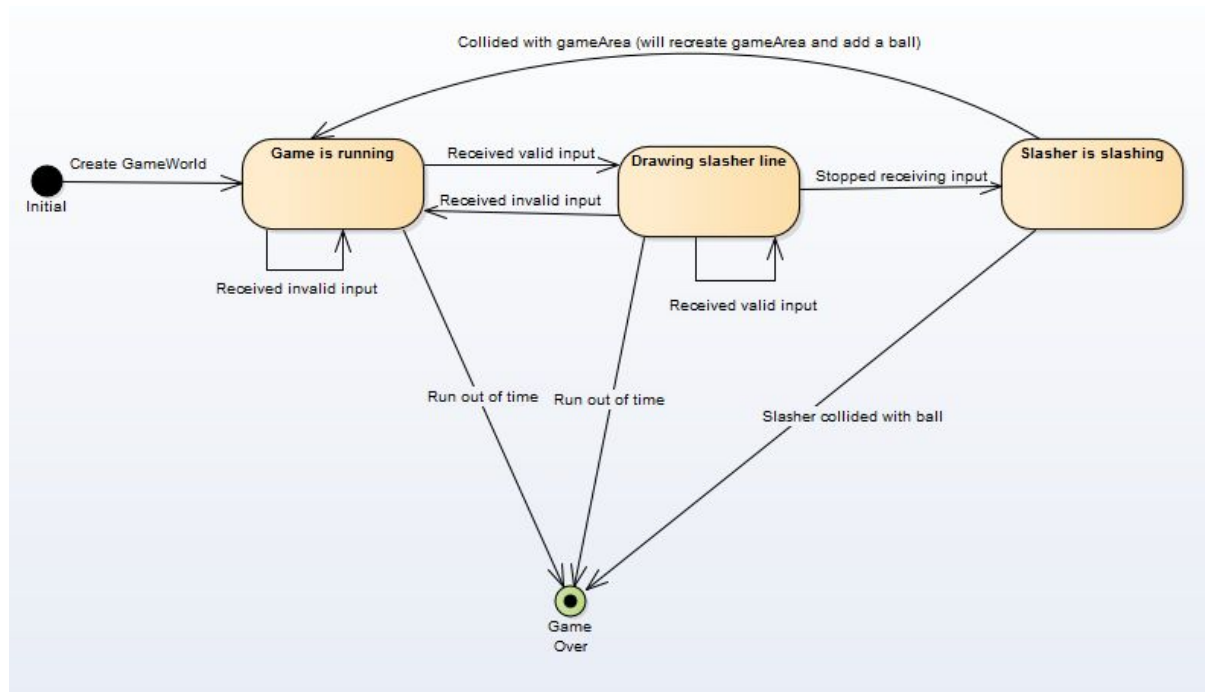 Collided with gameArea (will recreate gameArea and add a ball)
Game is running
Drawing slasher line
Slasher is slashing
Create GameWorld
Received valid input
Stopped receiving input
Initial
Received invalid input
Received invalid input
Received valid input
Run out of time
Run out of time
Slasher collided with ball
Game
Over